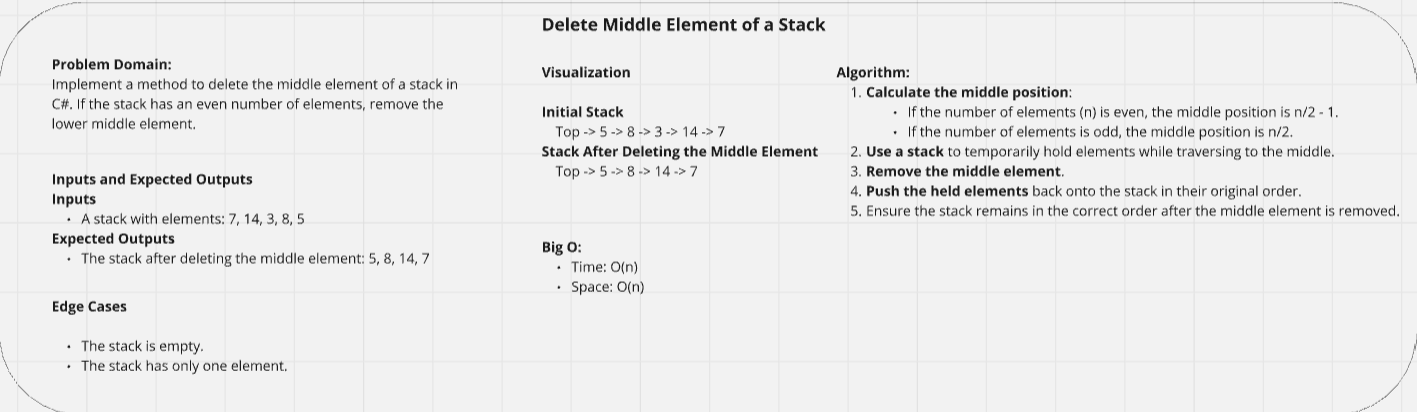 Delete Middle Element of a Stack
Problem Domain:
Implement a method to delete the middle element of a stack in
C#. If the stack has an even number of elements, remove the
lower middle element.
Inputs and Expected Outputs
Inputs
• A stack with elements: 7, 14, 3, 8, 5
Expected Outputs
• The stack after deleting the middle element: 5, 8, 14, 7
Edge Cases
• The stack is empty.
• The stack has only one element.
Visualization
Initial Stack
Top -> 5 -> 8 -> 3 -> 14 -> 7
Stack After Deleting the Middle Element
Top -> 5 -> 8 -> 14 -> 7
Big O:
• Time: O(n)
• Space: O(n)
Algorithm:
1. Calculate the middle position:
• If the number of elements (n) is even, the middle position is n/2 - 1.
• If the number of elements is odd, the middle position is n/2.
2. Use a stack to temporarily hold elements while traversing to the middle.
3. Remove the middle element.
4. Push the held elements back onto the stack in their original order.
5. Ensure the stack remains in the correct order after the middle element is removed.